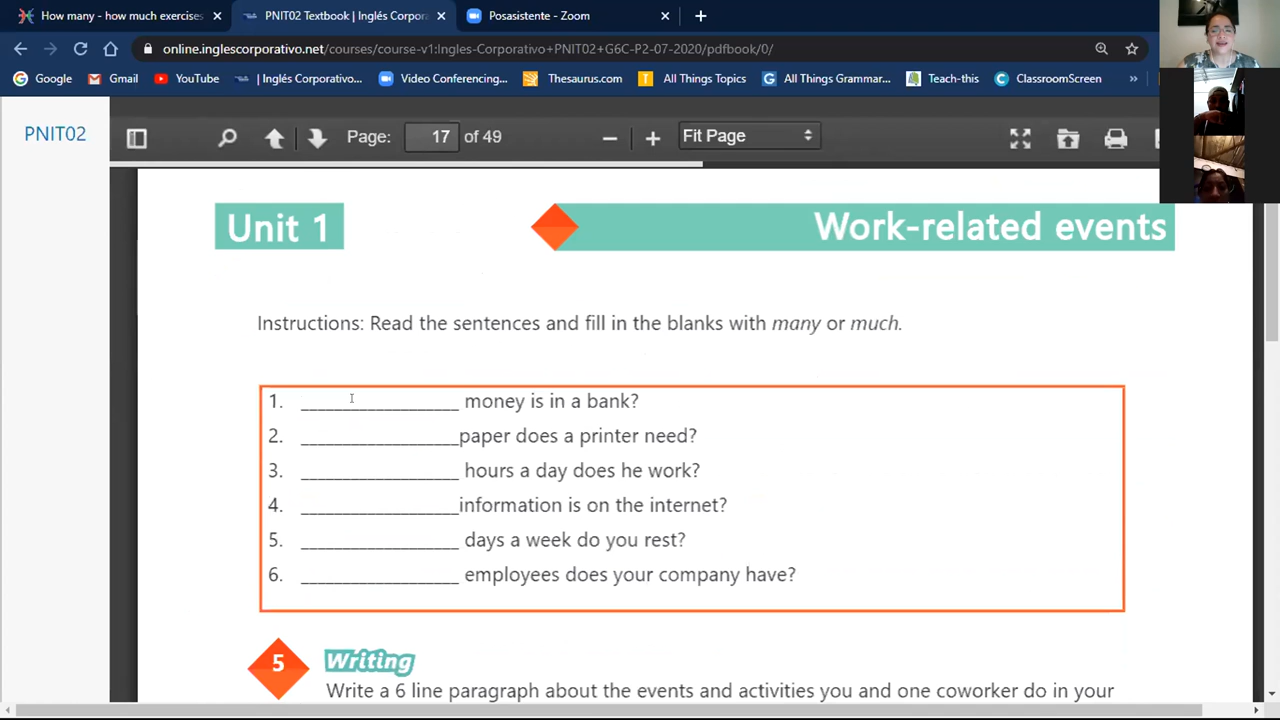 How many - how much exercises
PNIT02 Textbook | Inglés Corpora
Posasistente - Zoom
online.inglescorporativo.net/courses/course-v1:Ingles-Corporativo+PNIT02+G6C-P2-07-2020/pdfbook/0/
Google
Gmail
YouTube
| Inglés Corporativo...
Video Conferencing...
Thesaurus.com
All Things Topics
All Things Grammar...
Teach-this
ClassroomScreen
PNIT02
Page: 17 of 49
Fit Page
Unit 1
Work-related events
Instructions: Read the sentences and fill in the blanks with many or much.
1. _________________ money is in a bank?
2. _________________paper does a printer need?
3. _________________ hours a day does he work?
4. _________________information is on the internet?
5. _________________ days a week do you rest?
6. _________________ employees does your company have?
5
Writing
Write a 6 line paragraph about the events and activities you and one coworker do in your